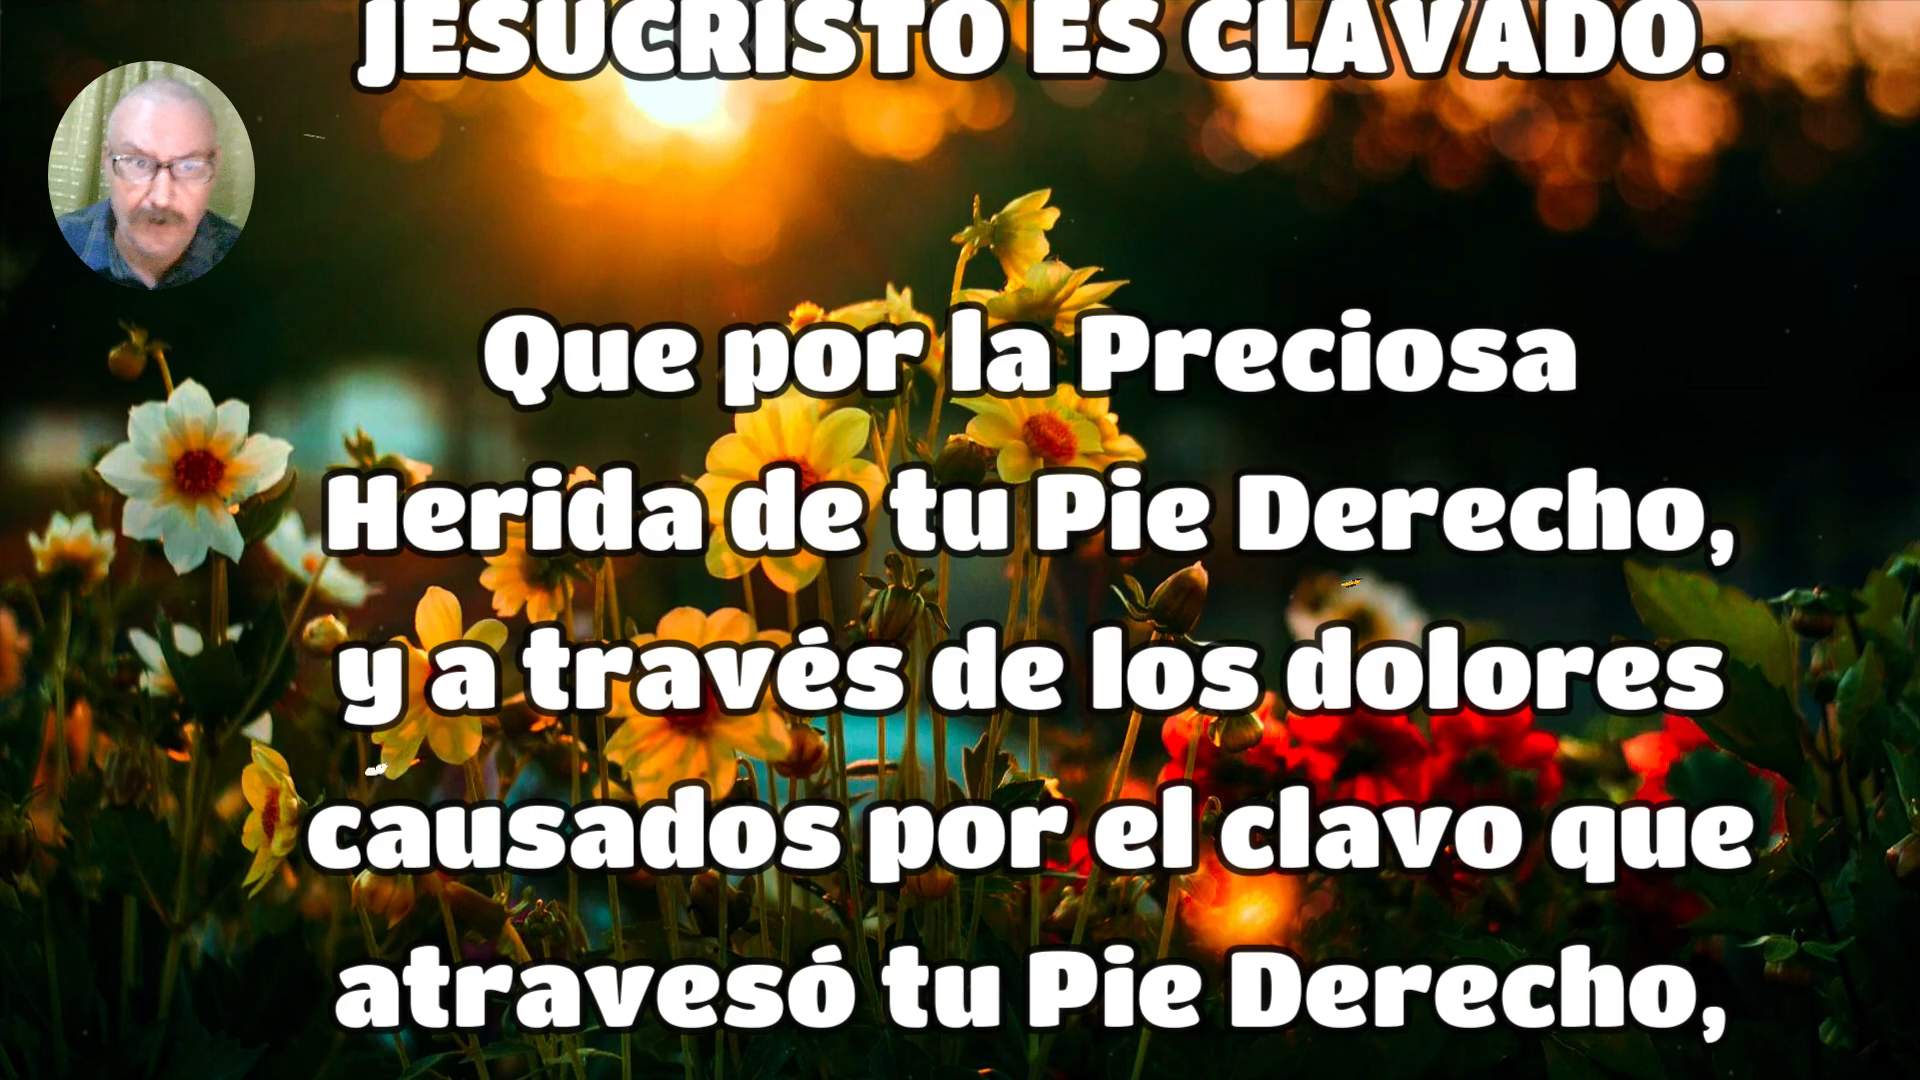 JESUCRISTO ES CLAVADO.
Que por la Preciosa
Herida de tu Pie Derecho,
y a través de los dolores
causados por el clavo que
atravesó tu Pie Derecho,